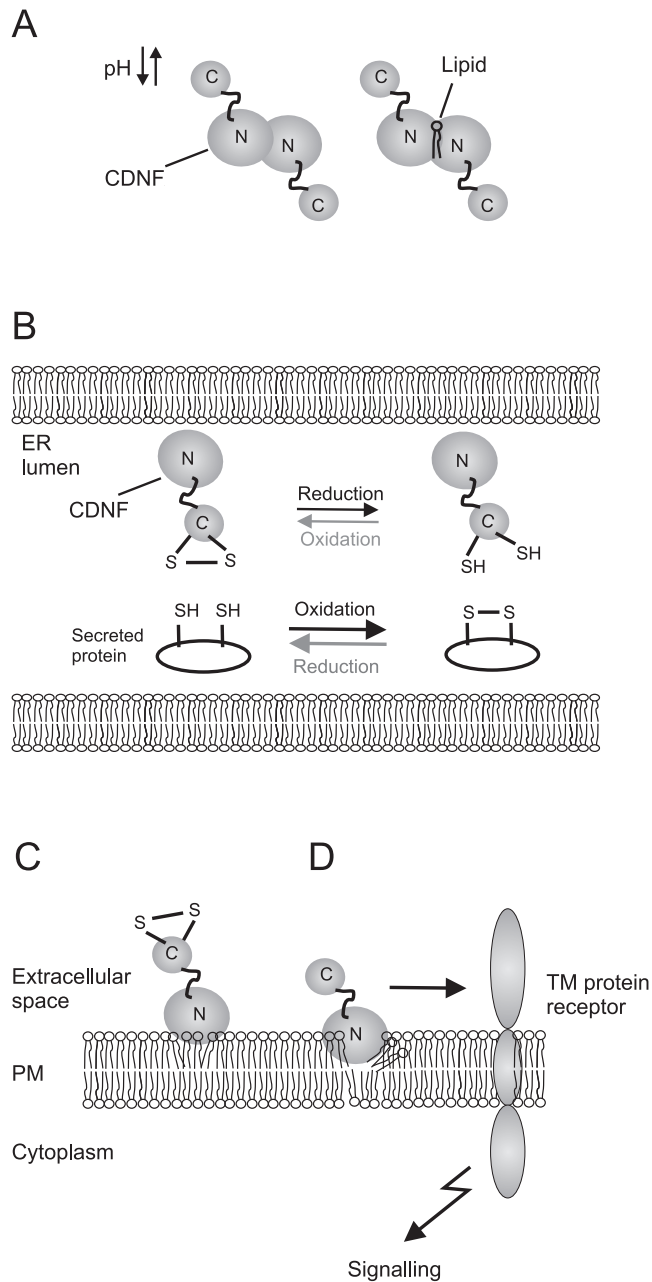 A
pH
C
N
N
C
CDNF
Lipid
C
N
N
C
B
ER
lumen
N
CDNF
C
S
S
Reduction
Oxidation
N
C
SH
SH
Secreted
protein
SH
SH
Oxidation
Reduction
S
S
C
D
S
S
C
N
C
N
Extracellular
space
TM protein
receptor
PM
Cytoplasm
Signalling